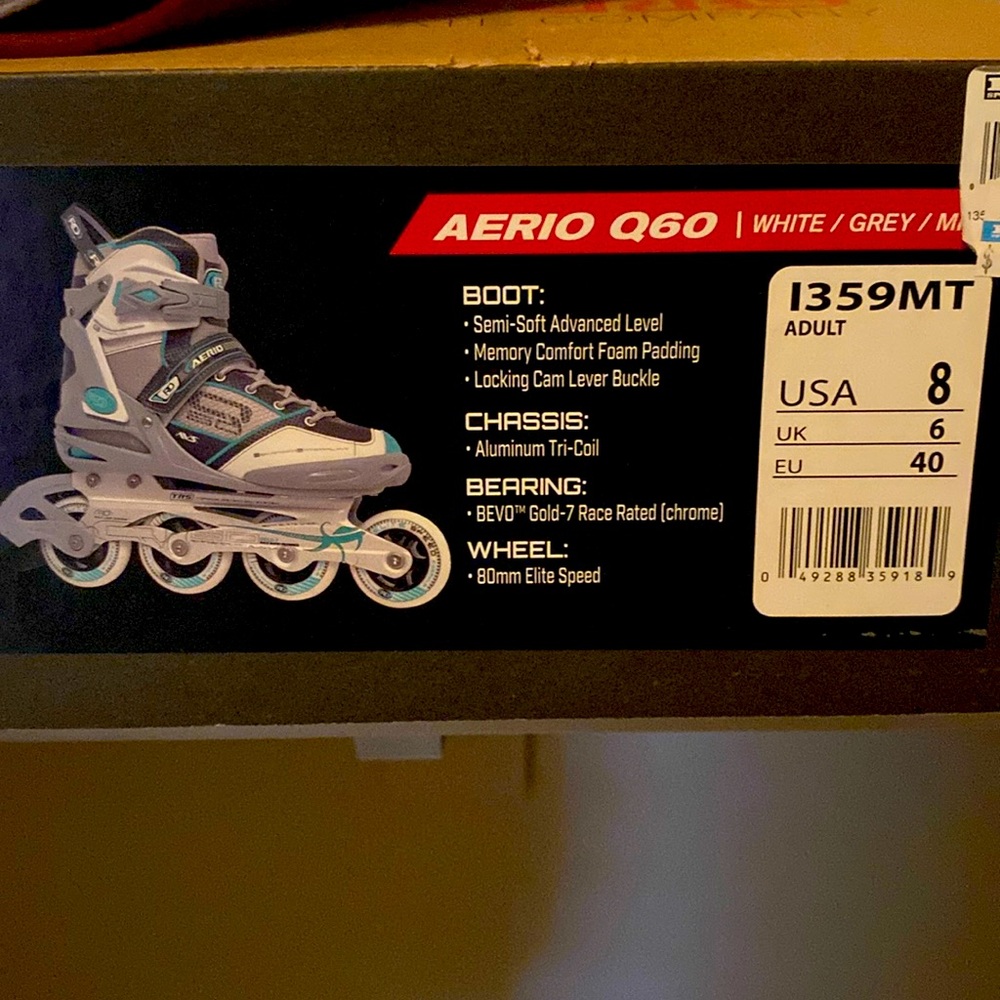 AERIO Q60 | WHITE / GREY /
BOOT:
• Semi-Soft Advanced Level
• Memory Comfort Foam Padding
• Locking Cam Lever Buckle
CHASSIS:
• Aluminum Tri-Coil
BEARING:
• BEVO™ Gold-7 Race Rated (chrome)
WHEEL:
• 80mm Elite Speed
I359MT
ADULT
USA 8
UK 6
EU 40
0 49288 35918 9
AERIO
TRS